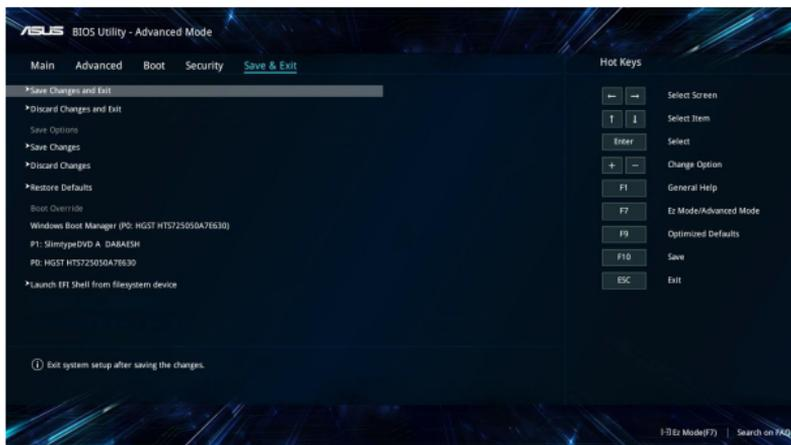 ASUS BIOS Utility - Advanced Mode
Main Advanced Boot Security Save & Exit
Hot Keys
Save Changes and Exit
Discard Changes and Exit
Save Options
Save Changes
Discard Changes
Restore Defaults
Boot Override
Windows Boot Manager (P0: HGST HTS725050A7E630)
P1: SlimtypeDVD A DA8AESH
P0: HGST HTS725050A7E630
Launch EFI Shell from filesystem device
← → Select Screen
↑ ↓ Select Item
Enter Select
+ − Change Option
F1 General Help
F7 Ez Mode/Advanced Mode
F9 Optimized Defaults
F10 Save
ESC Exit
Exit system setup after saving the changes.
Ez Mode(F7) | Search on FAQ